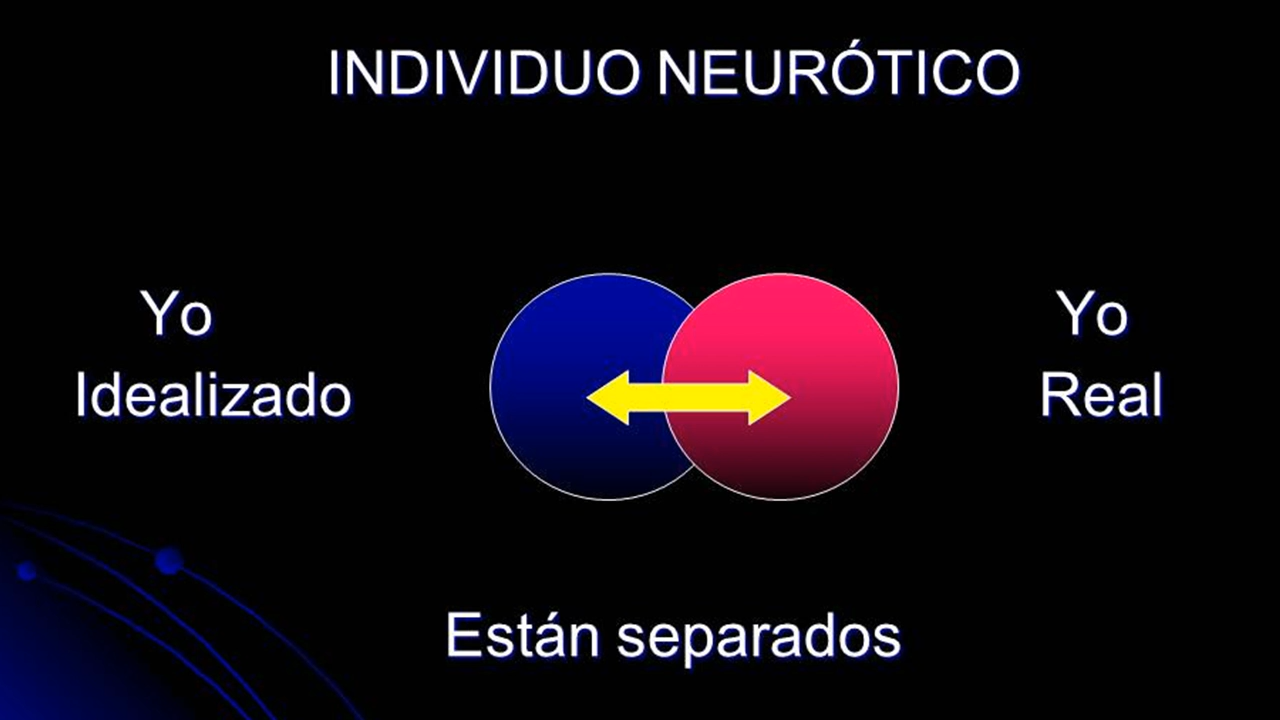 INDIVIDUO NEURÓTICO
Yo
Idealizado
Yo
Real
Están separados